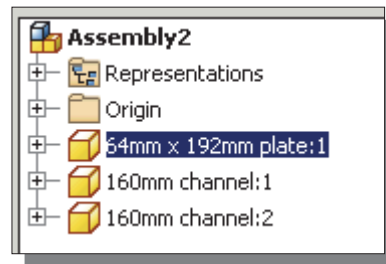 Assembly2
Representations
Origin
64mm x 192mm plate:1
160mm channel:1
160mm channel:2